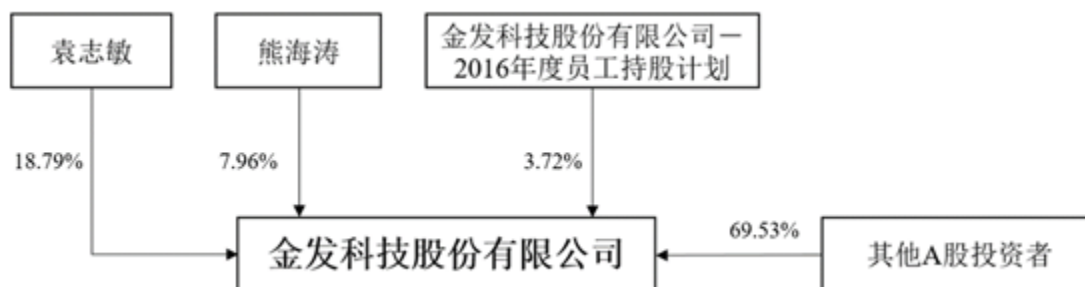 袁志敏
熊海涛
金发科技股份有限公司－
2016年度员工持股计划
18.79%
7.96%
3.72%
69.53%
金发科技股份有限公司
其他A股投资者